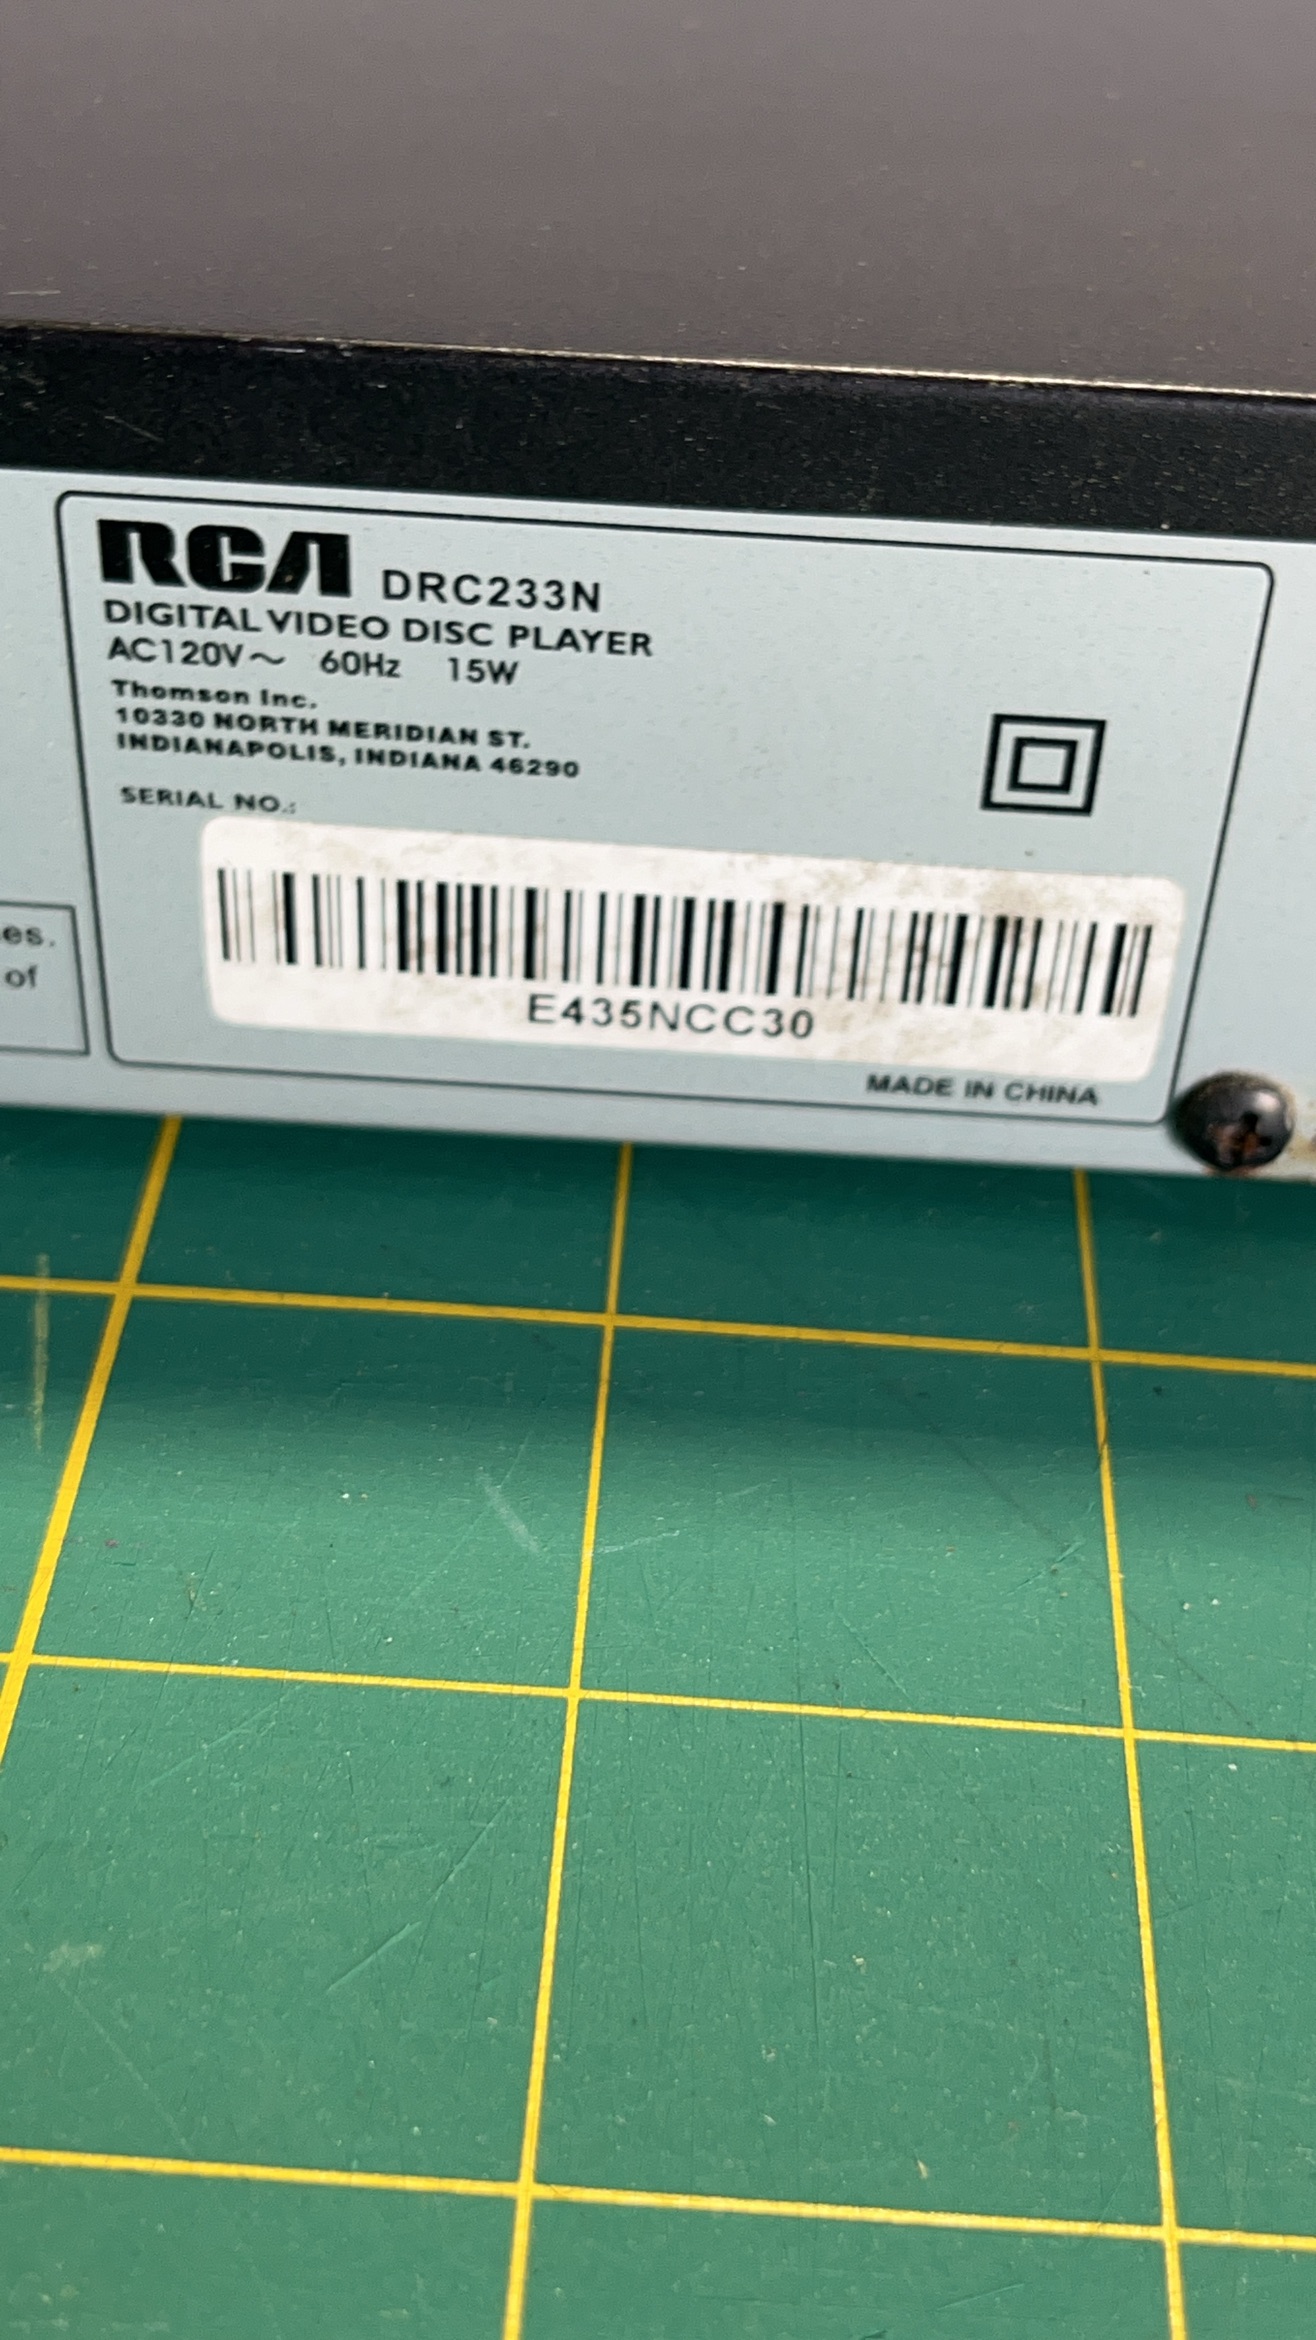 RCA DRC233N
DIGITAL VIDEO DISC PLAYER
AC120V～ 60Hz 15W
Thomson Inc.
10330 NORTH MERIDIAN ST.
INDIANAPOLIS, INDIANA 46290
SERIAL NO.:
E435NCC30
MADE IN CHINA
es.
of